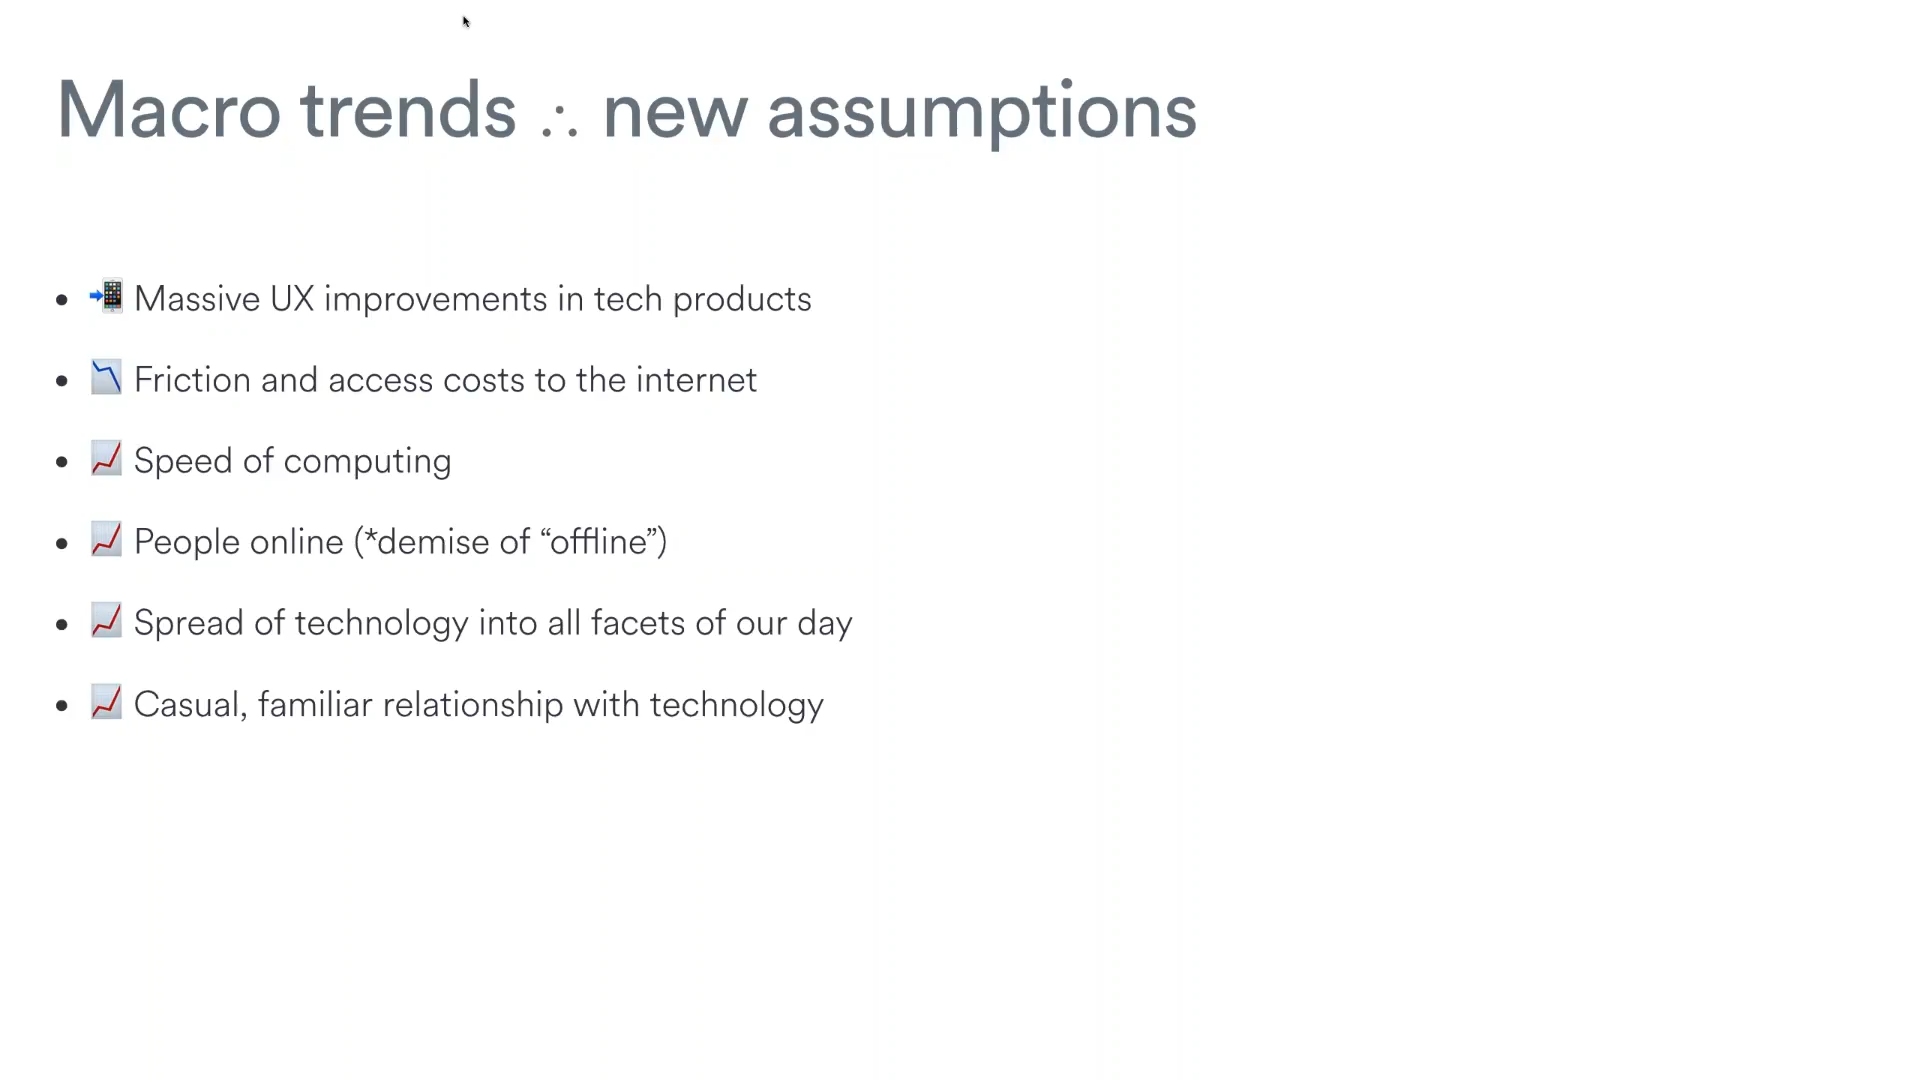 Macro trends ∴ new assumptions
• 📲 Massive UX improvements in tech products
• 📉 Friction and access costs to the internet
• 📈 Speed of computing
• 📈 People online (*demise of “offline”)
• 📈 Spread of technology into all facets of our day
• 📈 Casual, familiar relationship with technology